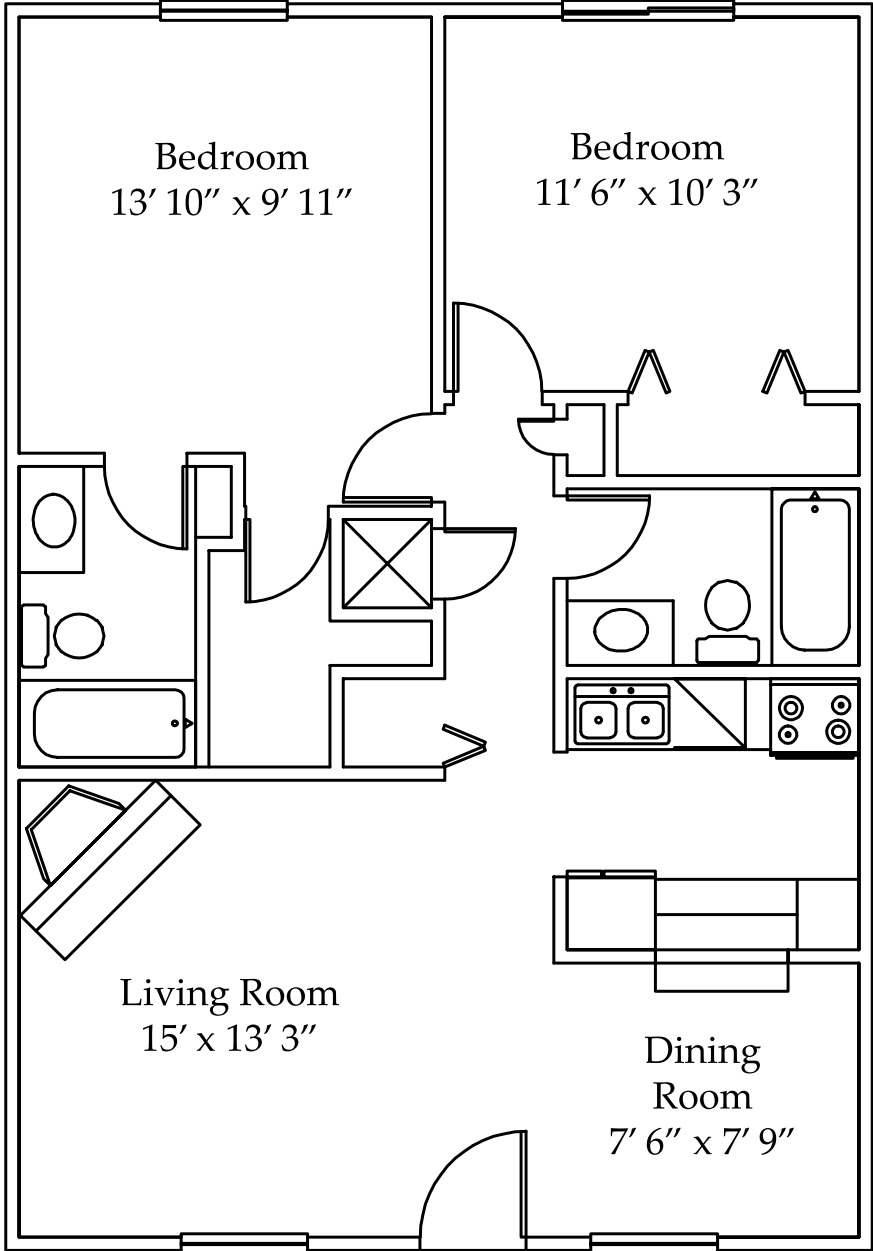 Bedroom
13′ 10″ x 9′ 11″
Bedroom
11′ 6″ x 10′ 3″
Living Room
15′ x 13′ 3″
Dining
Room
7′ 6″ x 7′ 9″